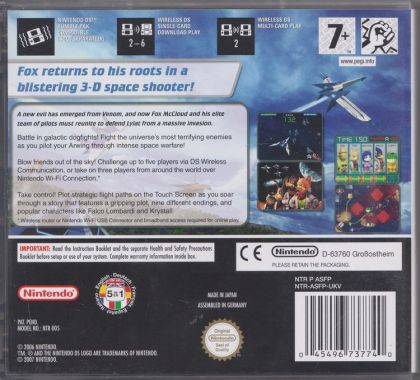 NINTENDO DS™
RUMBLE PAK
COMPATIBLE
(SOLD SEPARATELY)
WIRELESS DS
SINGLE-CARD
DOWNLOAD PLAY
2 – 6
WIRELESS DS
MULTI-CARD PLAY
2
7+
www.pegi.info
Fox returns to his roots in a
blistering 3-D space shooter!
A new evil has emerged from Venom, and now Fox McCloud and his elite
team of pilots must reunite to defend Lylat from a massive invasion.
Battle in galactic dogfights! Fight the universe's most terrifying enemies
as you pilot your Arwing through intense space warfare!
Blow friends out of the sky! Challenge up to five players via DS Wireless
Communication, or take on three players from around the world over
Nintendo Wi-Fi Connection.*
Take control! Plot strategic flight paths on the Touch Screen as you soar
through a story that features a gripping plot, nine different endings, and
popular characters like Falco Lombardi and Krystal!
* Wireless router or Nintendo Wi-Fi USB Connector and broadband access required for online play.
132
TIME 150
IMPORTANT: Read the Instruction Booklet and the separate Health and Safety Precautions
Booklet before setup or use of your system. Complete warranty information inside box.
CE
Nintendo
D-63760 Großostheim
PLEASE RETAIN THE PACKAGING.
Nintendo
English - Deutsch
5 in 1
NTR P ASFP
NTR-ASFP-UKV
MADE IN JAPAN
ASSEMBLED IN GERMANY
PAT. PEND.
MODEL NO.: NTR-005
Original
Nintendo
Seal of
Quality
© 2006 NINTENDO.
TM, ® AND THE NINTENDO DS LOGO ARE TRADEMARKS OF NINTENDO.
© 2007 NINTENDO.
0 45496 73774 0